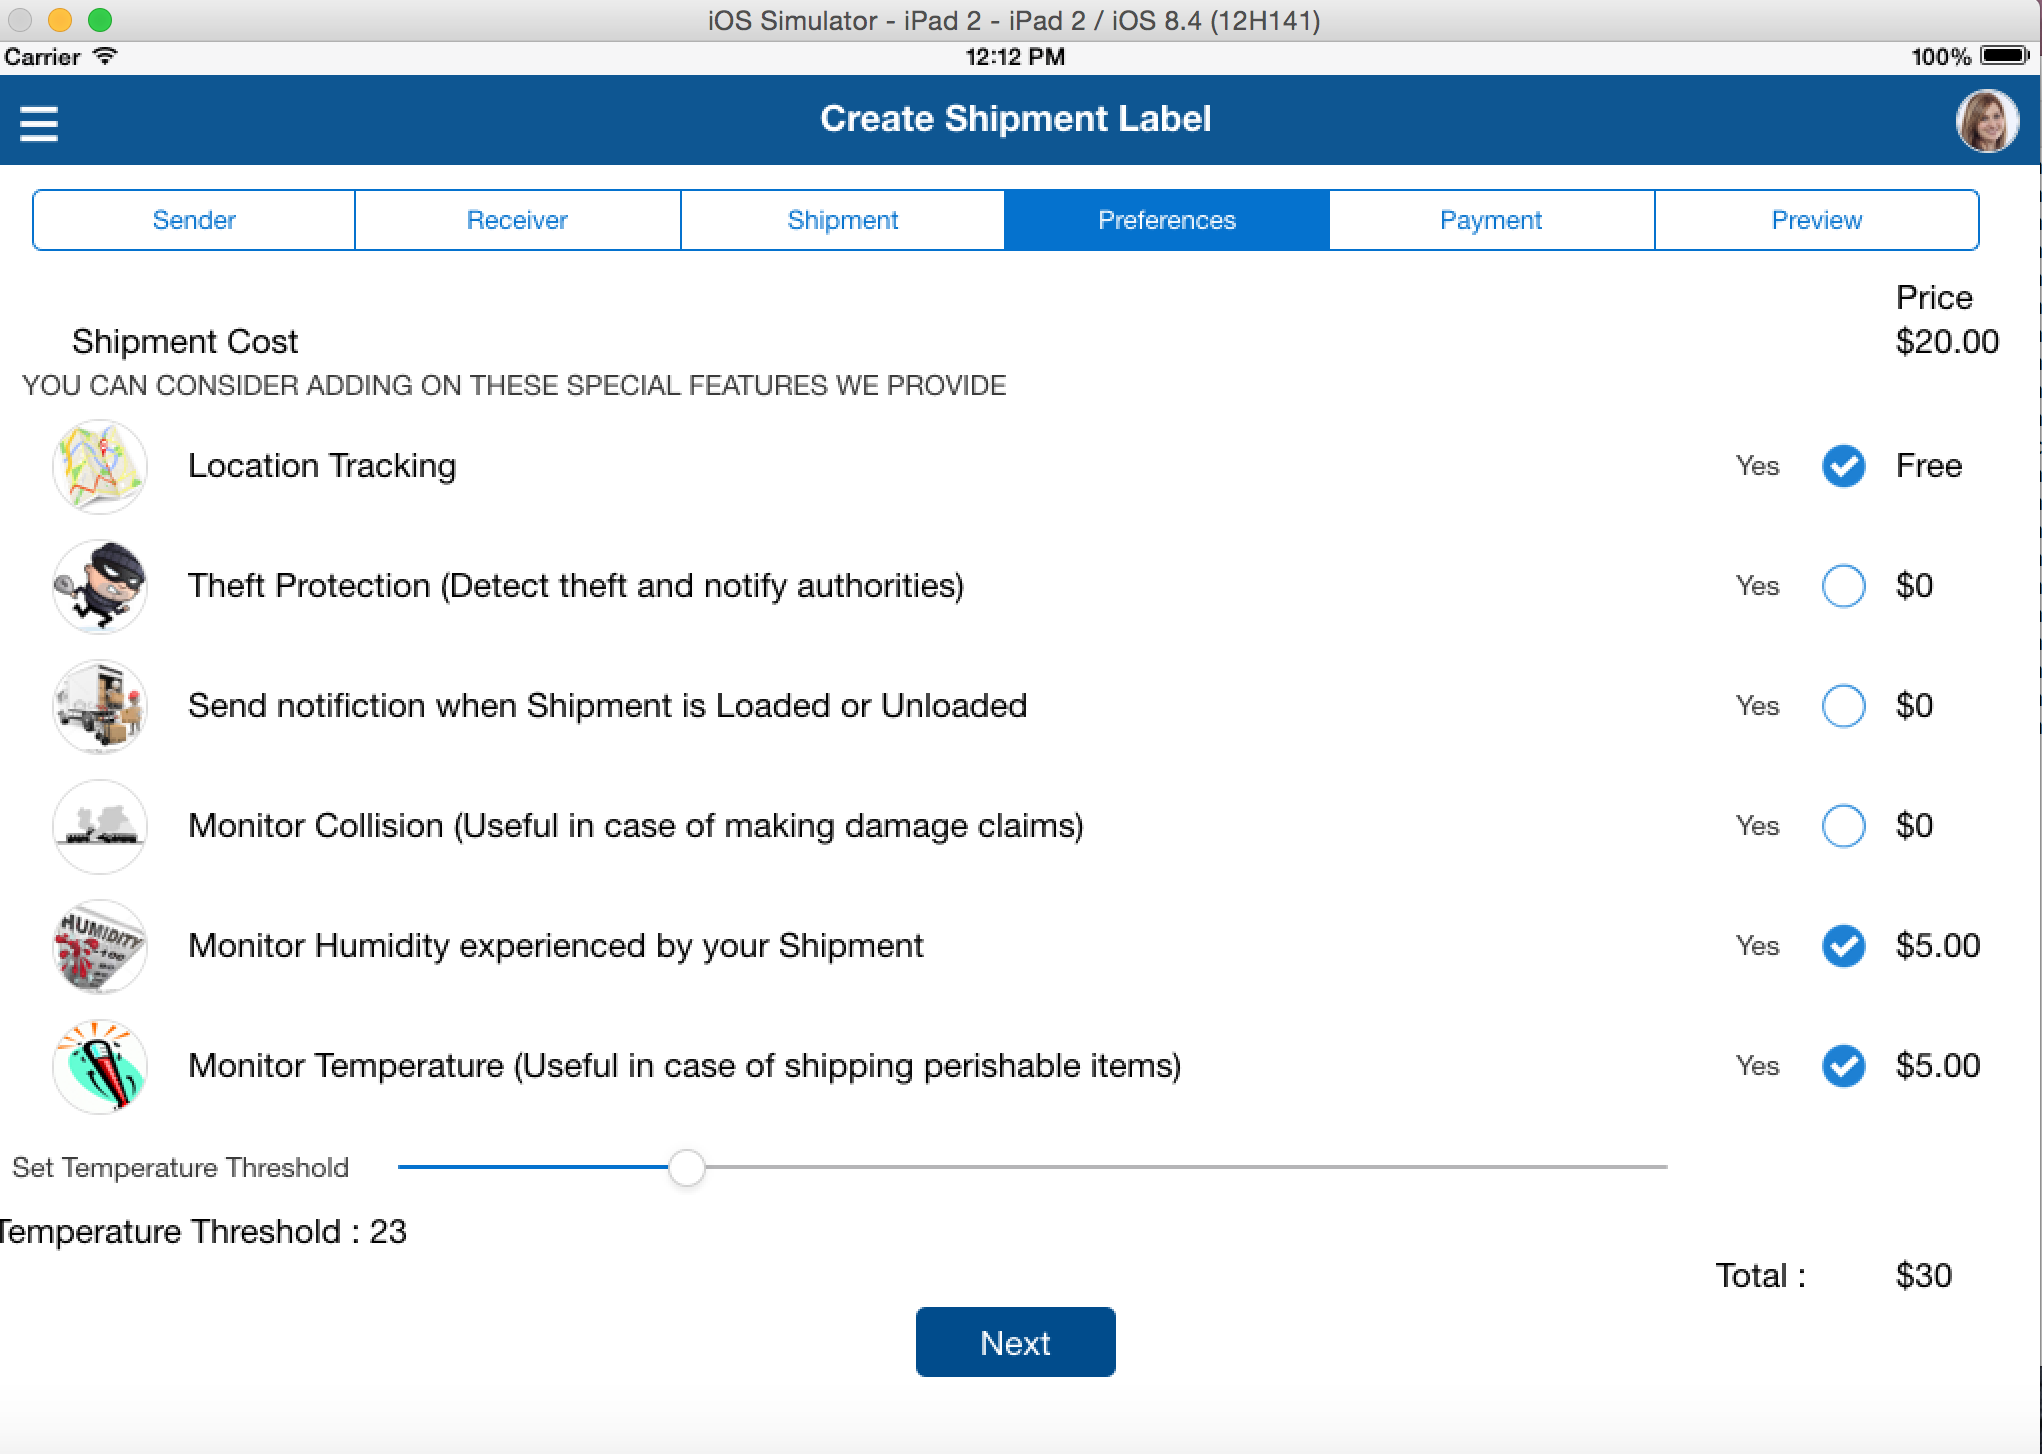 iOS Simulator - iPad 2 - iPad 2 / iOS 8.4 (12H141)
Carrier 12:12 PM 100%
Create Shipment Label
Sender Receiver Shipment Preferences Payment Preview
Price
Shipment Cost $20.00
YOU CAN CONSIDER ADDING ON THESE SPECIAL FEATURES WE PROVIDE
Location Tracking Yes Free
Theft Protection (Detect theft and notify authorities) Yes $0
Send notifiction when Shipment is Loaded or Unloaded Yes $0
Monitor Collision (Useful in case of making damage claims) Yes $0
HUMIDITY
Monitor Humidity experienced by your Shipment Yes $5.00
Monitor Temperature (Useful in case of shipping perishable items) Yes $5.00
Set Temperature Threshold
Temperature Threshold : 23
Total : $30
Next